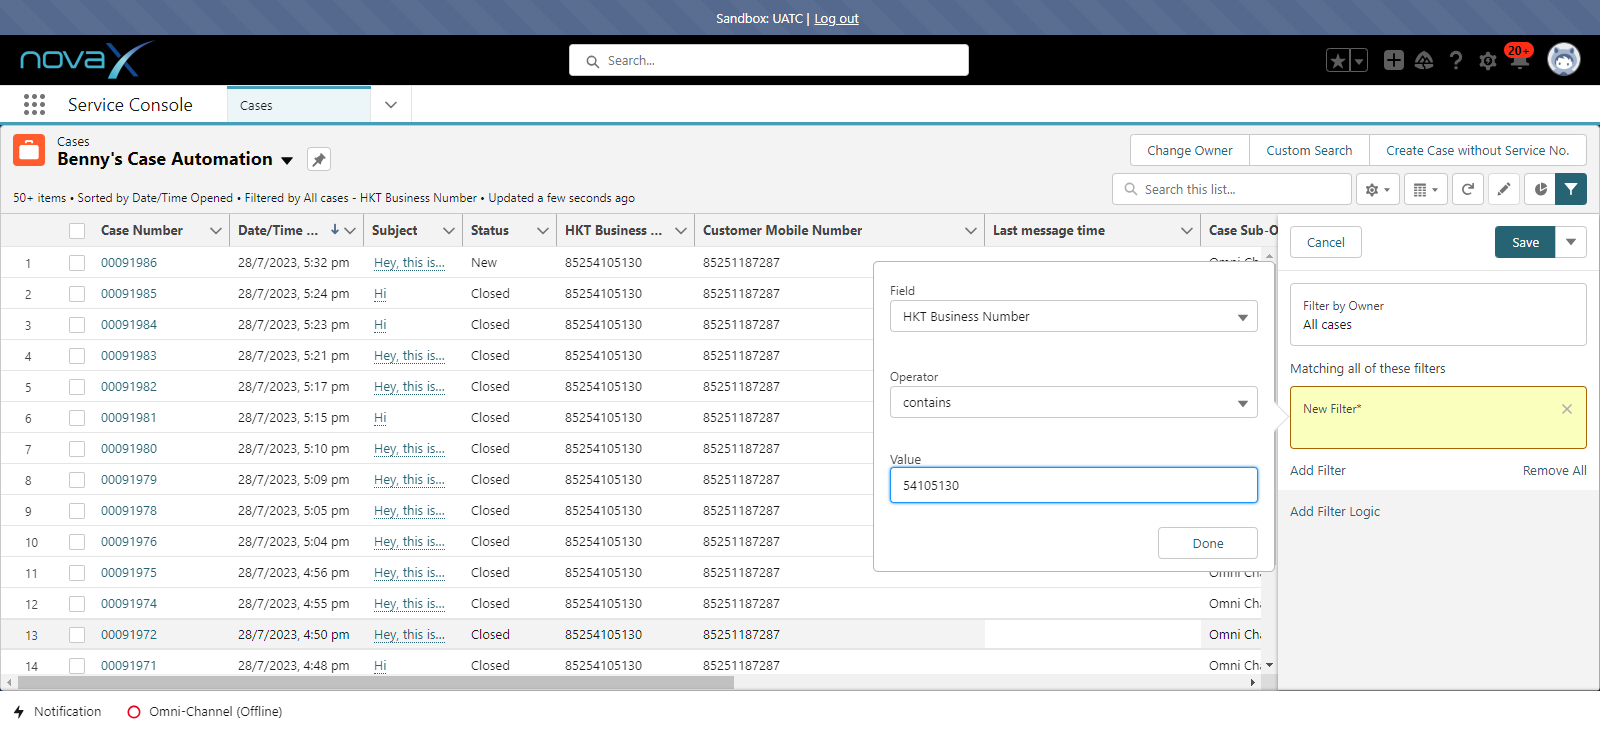 Sandbox: UATC | Log out
novaX
Search...
20+
Service Console
Cases
Cases
Benny's Case Automation
Change Owner
Custom Search
Create Case without Service No.
50+ items • Sorted by Date/Time Opened • Filtered by All cases - HKT Business Number • Updated a few seconds ago
Search this list...
Case Number Date/Time ... Subject Status HKT Business ... Customer Mobile Number Last message time Case Sub-O
1 00091986 28/7/2023, 5:32 pm Hey, this is... New 85254105130 85251187287 Omni Ch
2 00091985 28/7/2023, 5:24 pm Hi Closed 85254105130 85251187287
3 00091984 28/7/2023, 5:23 pm Hi Closed 85254105130 85251187287
4 00091983 28/7/2023, 5:21 pm Hey, this is... Closed 85254105130 85251187287
5 00091982 28/7/2023, 5:17 pm Hey, this is... Closed 85254105130 85251187287
6 00091981 28/7/2023, 5:15 pm Hi Closed 85254105130 85251187287
7 00091980 28/7/2023, 5:10 pm Hey, this is... Closed 85254105130 85251187287
8 00091979 28/7/2023, 5:09 pm Hey, this is... Closed 85254105130 85251187287
9 00091978 28/7/2023, 5:05 pm Hey, this is... Closed 85254105130 85251187287
10 00091976 28/7/2023, 5:04 pm Hey, this is... Closed 85254105130 85251187287
11 00091975 28/7/2023, 4:56 pm Hey, this is... Closed 85254105130 85251187287 Omni Ch
12 00091974 28/7/2023, 4:55 pm Hey, this is... Closed 85254105130 85251187287 Omni Cha
13 00091972 28/7/2023, 4:50 pm Hey, this is... Closed 85254105130 85251187287 Omni Cha
14 00091971 28/7/2023, 4:48 pm Hi Closed 85254105130 85251187287 Omni Cha
Field
HKT Business Number
Operator
contains
Value
54105130
Done
Cancel
Save
Filter by Owner
All cases
Matching all of these filters
New Filter*
Add Filter
Remove All
Add Filter Logic
Notification
Omni-Channel (Offline)